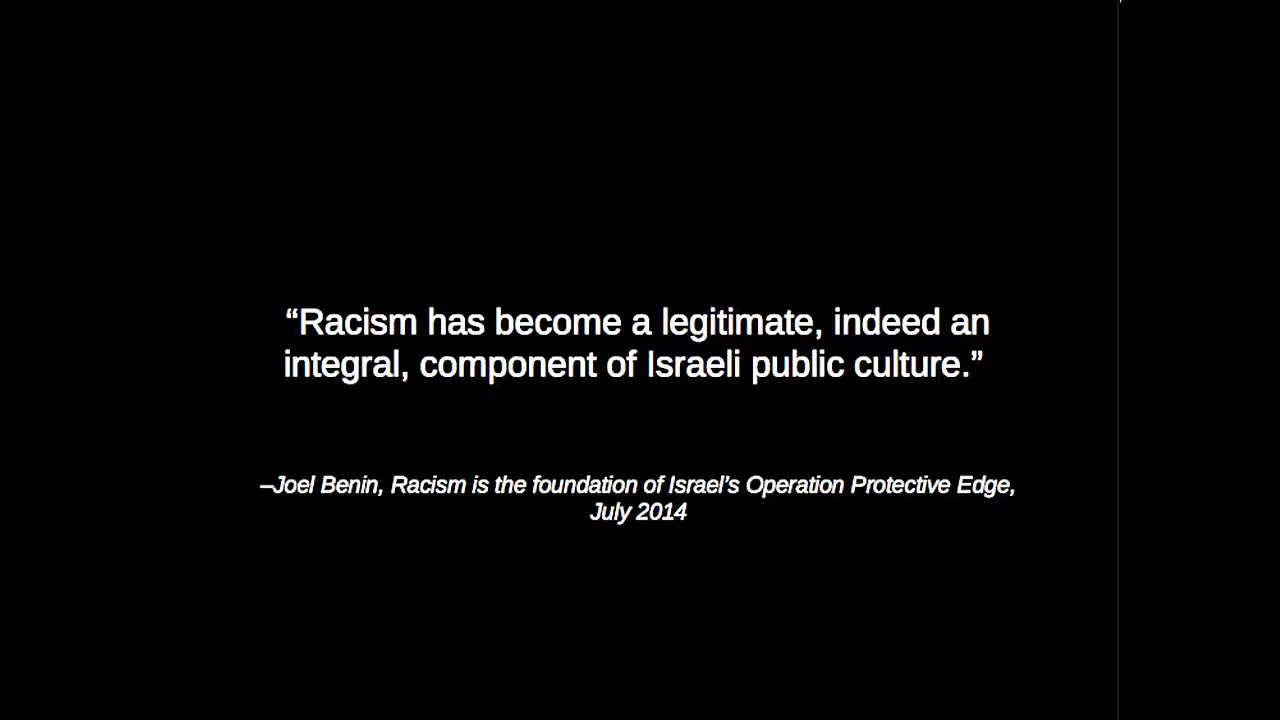 “Racism has become a legitimate, indeed an
integral, component of Israeli public culture.”
–Joel Benin, Racism is the foundation of Israel’s Operation Protective Edge,
July 2014